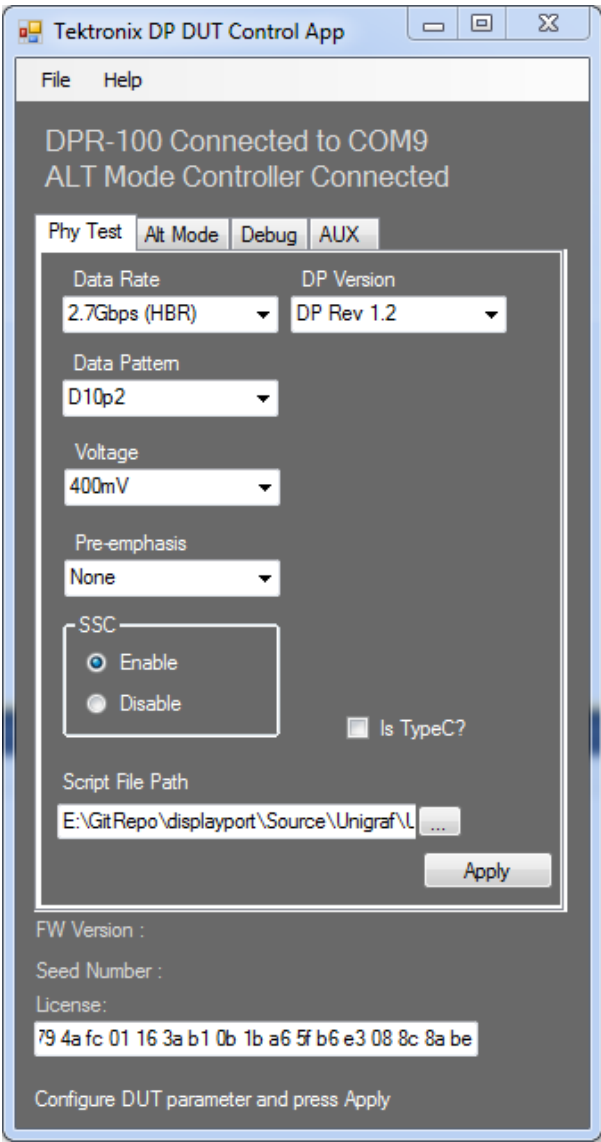 Tektronix DP DUT Control App
File Help
DPR-100 Connected to COM9
ALT Mode Controller Connected
Phy Test Alt Mode Debug AUX
Data Rate DP Version
2.7Gbps (HBR) DP Rev 1.2
Data Pattern
D10p2
Voltage
400mV
Pre-emphasis
None
SSC
Enable
Disable
Is TypeC?
Script File Path
E:\GitRepo\displayport\Source\Unigraf\U ...
Apply
FW Version :
Seed Number :
License:
79 4a fc 01 16 3a b1 0b 1b a6 5f b6 e3 08 8c 8a be
Configure DUT parameter and press Apply